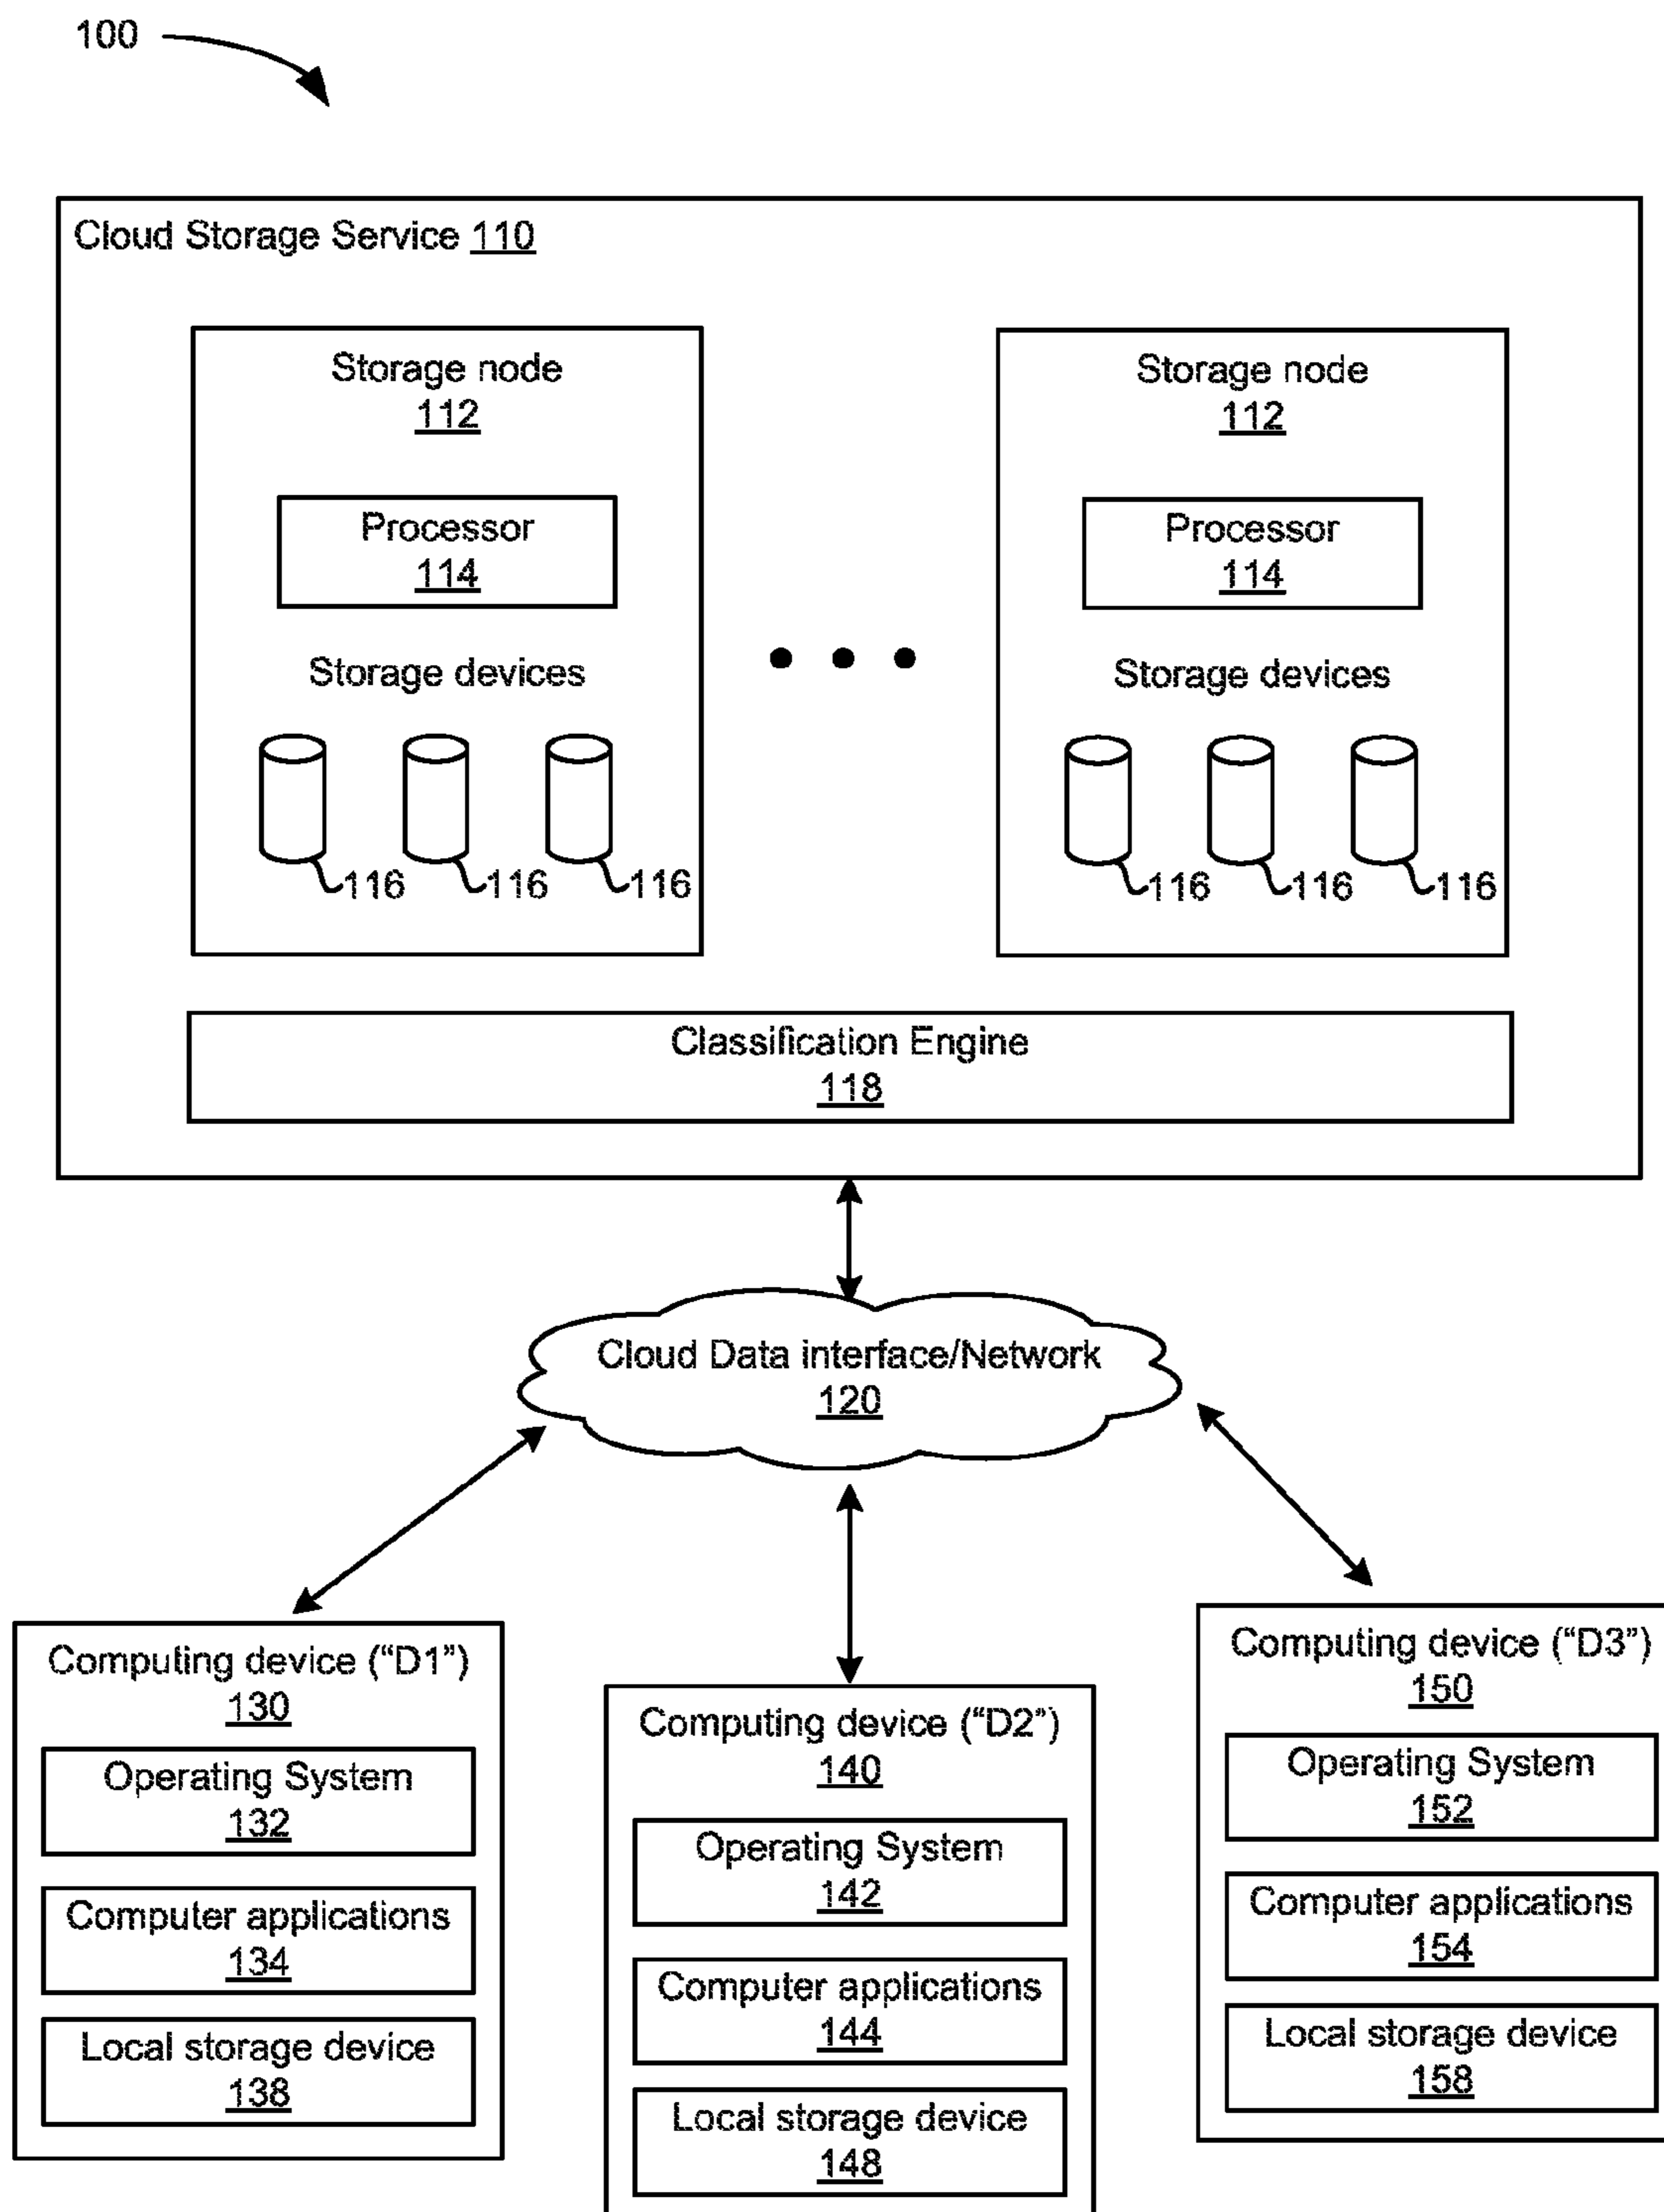 100
Cloud Storage Service 110
Storage node
112
Processor
114
Storage devices
116 116 116
Storage node
112
Processor
114
Storage devices
116 116 116
Classification Engine
118
Cloud Data interface/Network
120
Computing device (“D1”)
130
Operating System
132
Computer applications
134
Local storage device
138
Computing device (“D2”)
140
Operating System
142
Computer applications
144
Local storage device
148
Computing device (“D3”)
150
Operating System
152
Computer applications
154
Local storage device
158